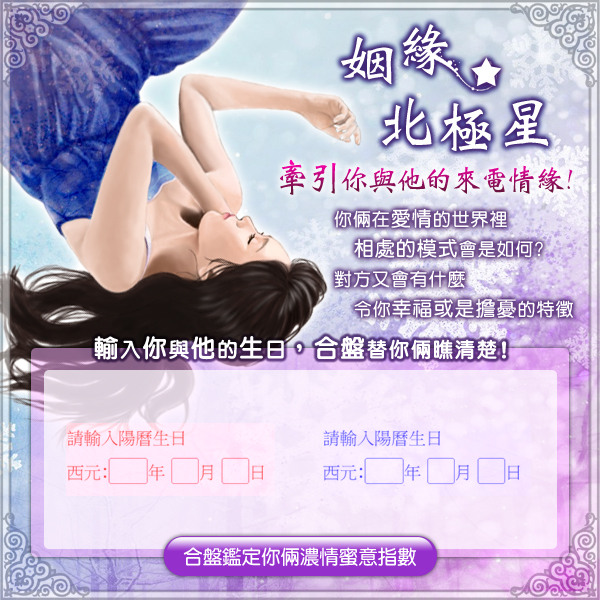 姻緣
北極星
牽引你與他的來電情緣!
你倆在愛情的世界裡
相處的模式會是如何?
對方又會有什麼
令你幸福或是擔憂的特徵
輸入你與他的生日，合盤替你倆瞧清楚!
請輸入陽曆生日
西元:年 月 日
請輸入陽曆生日
西元:年 月 日
合盤鑑定你倆濃情蜜意指數